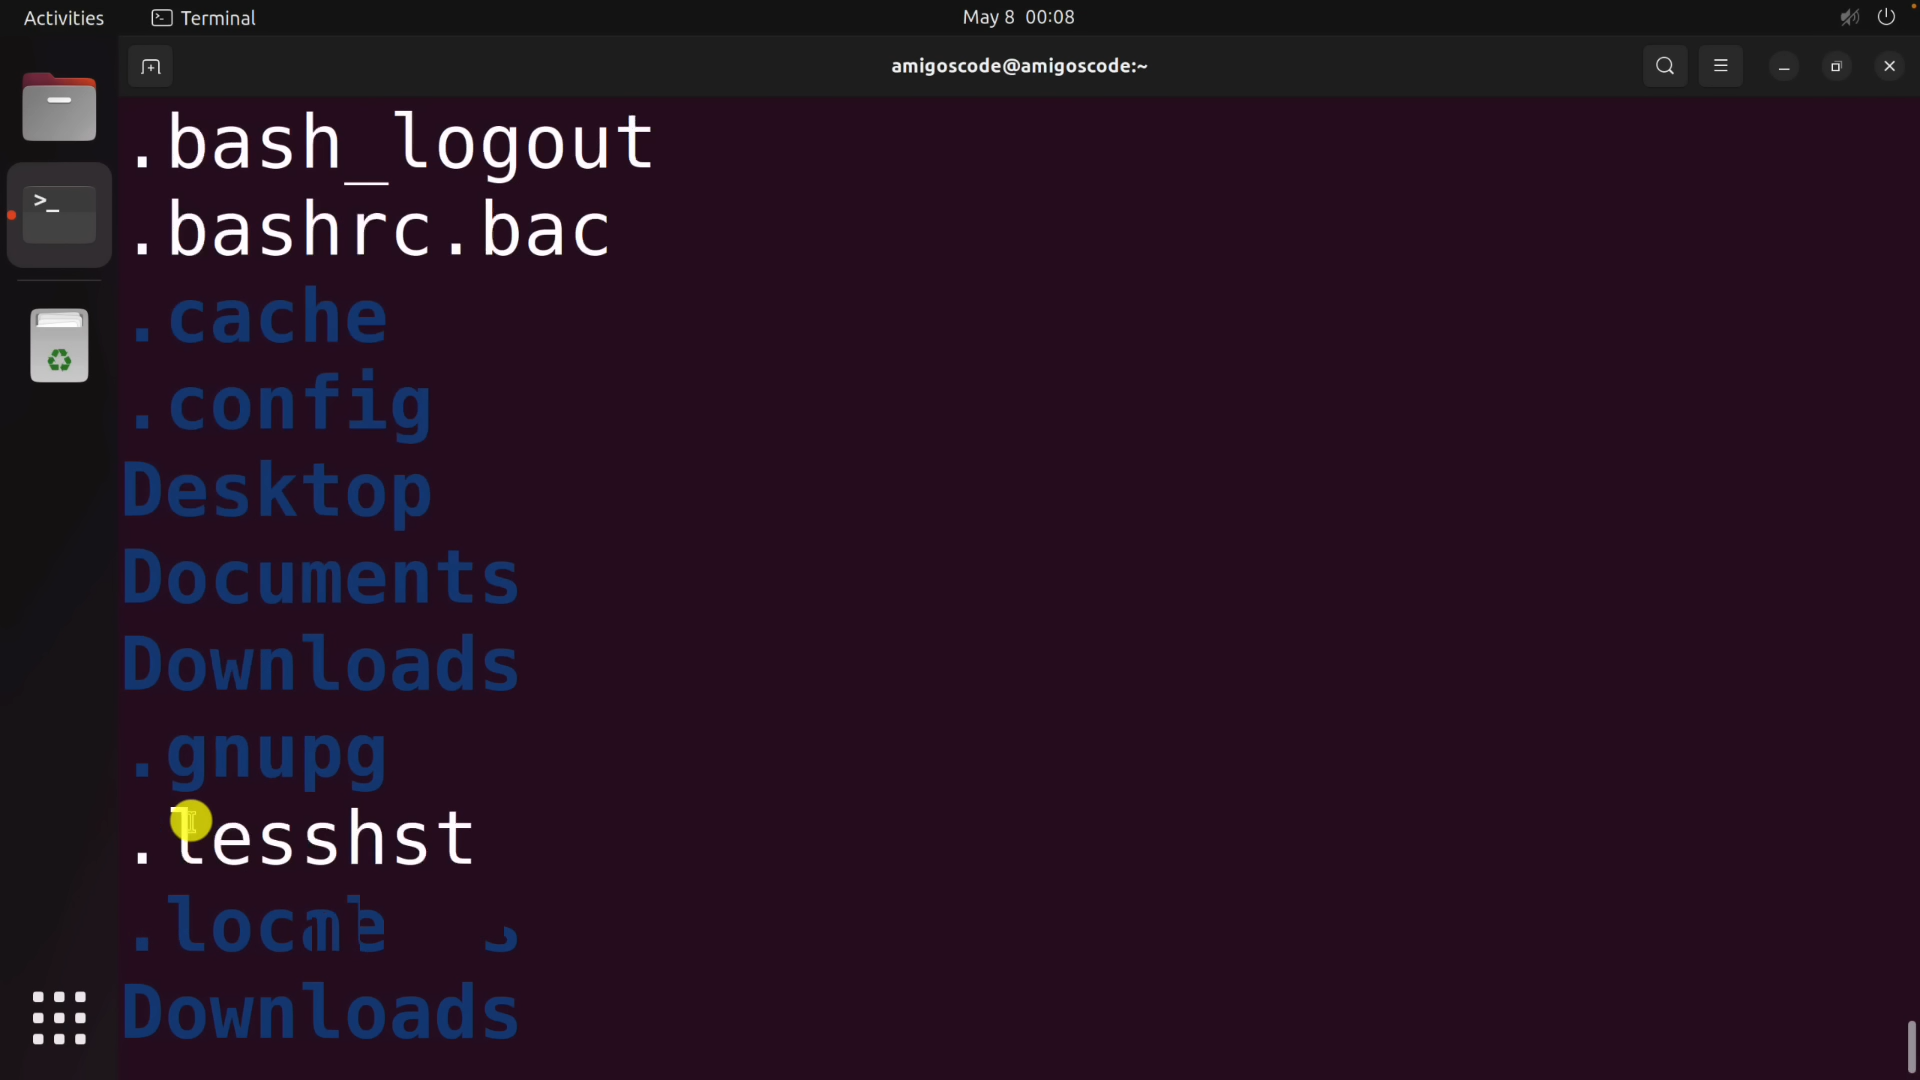 Activities
Terminal
May 8 00:08
amigoscode@amigoscode:~
>_
.bash_logout
.bashrc.bac
.cache
.config
Desktop
Documents
Downloads
.gnupg
.lesshst
Downloads